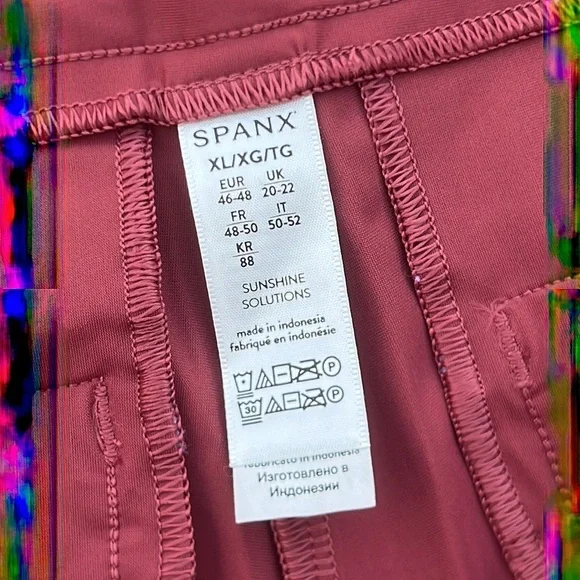 SPANX
XL/XG/TG
EUR UK
46-48 20-22
FR IT
48-50 50-52
KR
88
SUNSHINE
SOLUTIONS
made in indonesia
fabriqué en indonésie
P
30 P
fabbricato in Indonesia
Изготовлено в
Индонезии